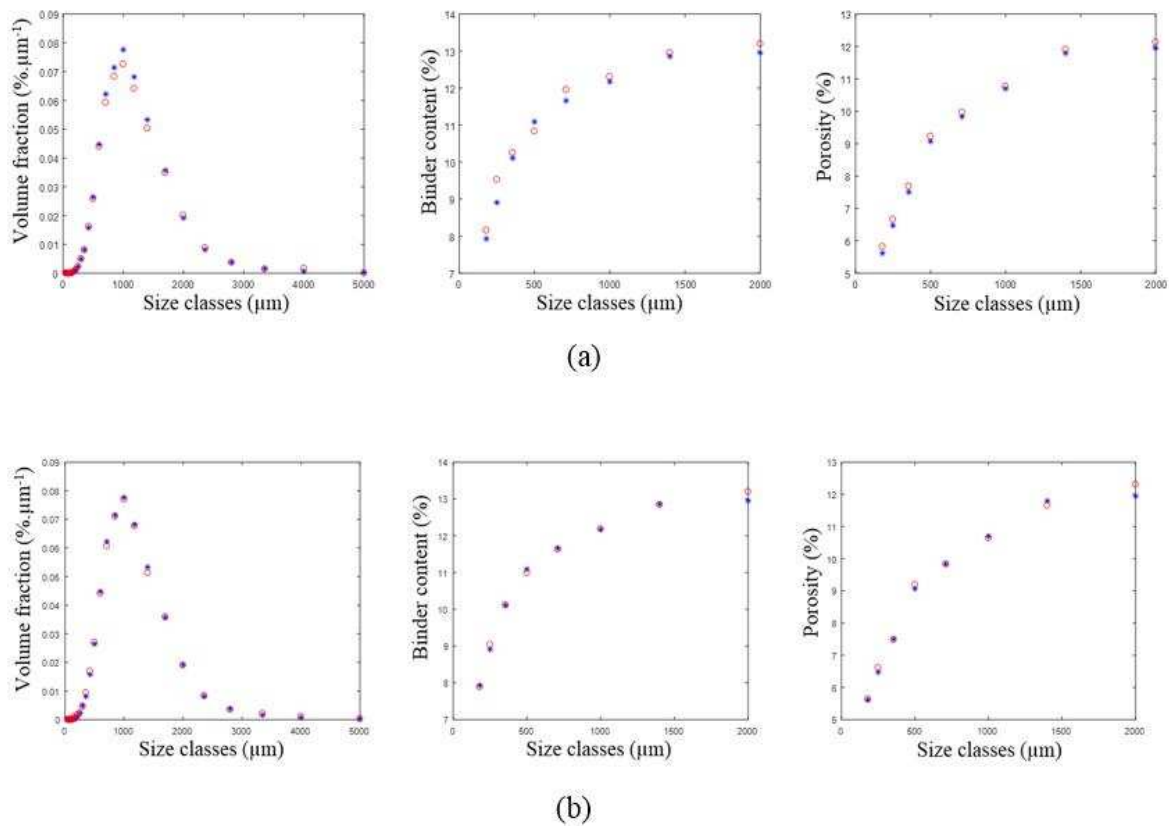 0.09
0.08
0.07
0.06
0.05
0.04
0.03
0.02
0.01
0
Volume fraction (%.µm⁻¹)
0 1000 2000 3000 4000 5000
Size classes (µm)
14
13
12
11
10
9
8
7
Binder content (%)
0 500 1000 1500 2000
Size classes (µm)
13
12
11
10
9
8
7
6
5
Porosity (%)
0 500 1000 1500 2000
Size classes (µm)
(a)
0.09
0.08
0.07
0.06
0.05
0.04
0.03
0.02
0.01
0
Volume fraction (%.µm⁻¹)
0 1000 2000 3000 4000 5000
Size classes (µm)
14
13
12
11
10
9
8
7
Binder content (%)
0 500 1000 1500 2000
Size classes (µm)
13
12
11
10
9
8
7
6
5
Porosity (%)
0 500 1000 1500 2000
Size classes (µm)
(b)